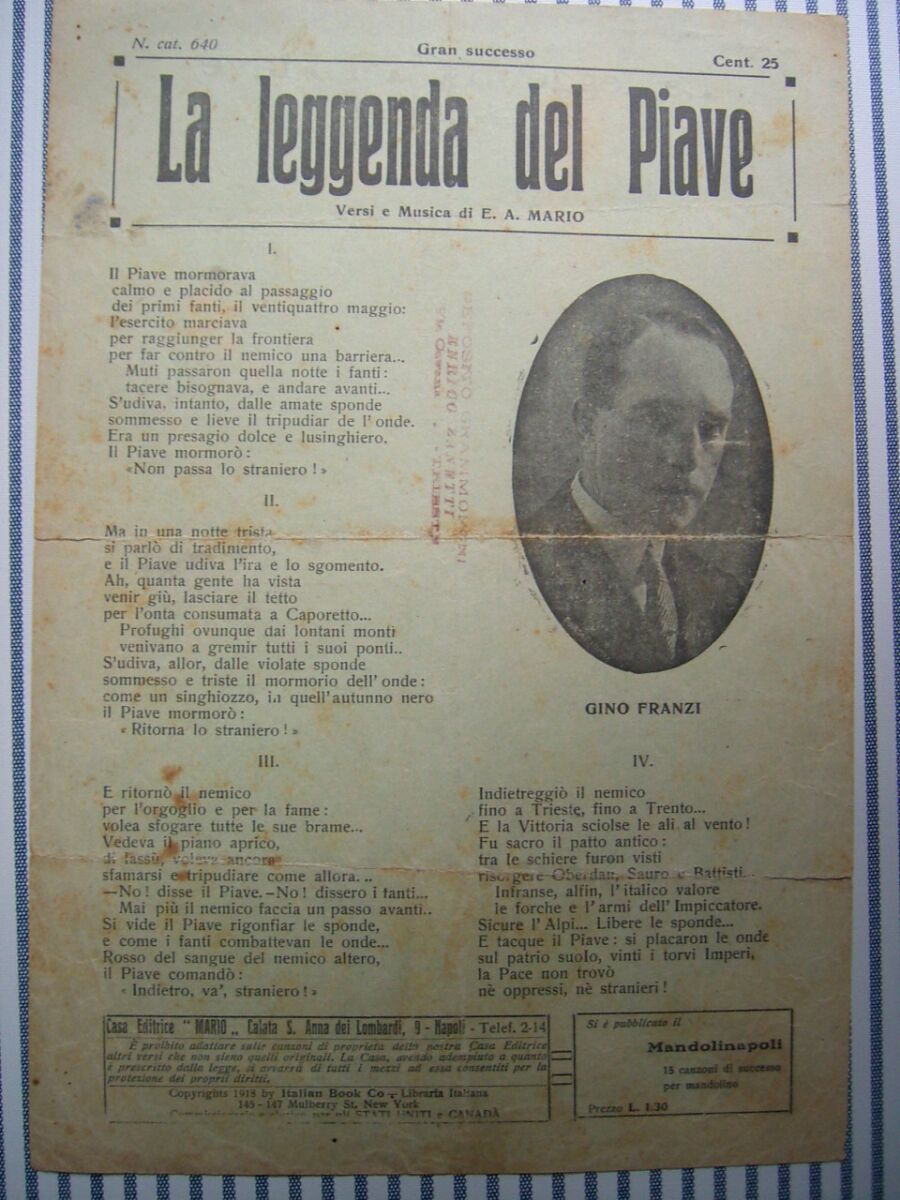 N. cat. 640
Gran successo
Cent. 25
La leggenda del Piave
Versi e Musica di E. A. MARIO
I.
Il Piave mormorava
calmo e placido al passaggio
dei primi fanti, il ventiquattro maggio:
l'esercito marciava
per raggiunger la frontiera
per far contro il nemico una barriera...
Muti passaron quella notte i fanti:
tacere bisognava, e andare avanti...
S'udiva, intanto, dalle amate sponde
sommesso e lieve il tripudiar de l'onde.
Era un presagio dolce e lusinghiero.
Il Piave mormorò:
«Non passa lo straniero!»
II.
Ma in una notte trista
si parlò di tradimento,
e il Piave udiva l'ira e lo sgomento.
Ah, quanta gente ha vista
venir giù, lasciare il tetto
per l'onta consumata a Caporetto...
Profughi ovunque dai lontani monti
venivano a gremir tutti i suoi ponti..
S'udiva, allor, dalle violate sponde
sommesso e triste il mormorio dell'onde:
come un singhiozzo, in quell'autunno nero
il Piave mormorò:
«Ritorna lo straniero!»
GINO FRANZI
III.
E ritornò il nemico
per l'orgoglio e per la fame:
volea sfogare tutte le sue brame...
Vedeva il piano aprico,
di lassù, voleva ancora
sfamarsi e tripudiare come allora...
—No! disse il Piave.-No! dissero i fanti...
Mai più il nemico faccia un passo avanti..
Si vide il Piave rigonfiar le sponde,
e come i fanti combattevan le onde...
Rosso del sangue del nemico altero,
il Piave comandò:
«Indietro, va', straniero!»
IV.
Indietreggiò il nemico
fino a Trieste, fino a Trento...
E la Vittoria sciolse le ali al vento!
Fu sacro il patto antico:
tra le schiere furon visti
risorgere Oberdan, Sauro e Battisti...
Infranse, alfin, l'italico valore
le forche e l'armi dell'Impiccatore.
Sicure l'Alpi... Libere le sponde...
E tacque il Piave: si placaron le onde
sul patrio suolo, vinti i torvi Imperi,
la Pace non trovò
nè oppressi, nè stranieri!
Casa Editrice "MARIO„ Calata S. Anna dei Lombardi, 9 - Napoli - Telef. 2-14
È proibito adattare sulle canzoni di proprietà della nostra Casa Editrice
altri versi che non sieno quelli originali. La Casa, avendo adempiuto a quanto
è prescritto dalla legge, si avvarrà di tutti i mezzi ad essa consentiti per la
protezione dei propri diritti.
Copyrights 1918 by Italian Book Co - Libraria Italiana
145 - 147 Mulberry St. New York
per gli STATI UNITI e CANADÀ
Si è pubblicato il
Mandolinapoli
15 canzoni di successo
per mandolino
Prezzo L. 1.30
DEPOSITO
ENRICO
TRIESTE